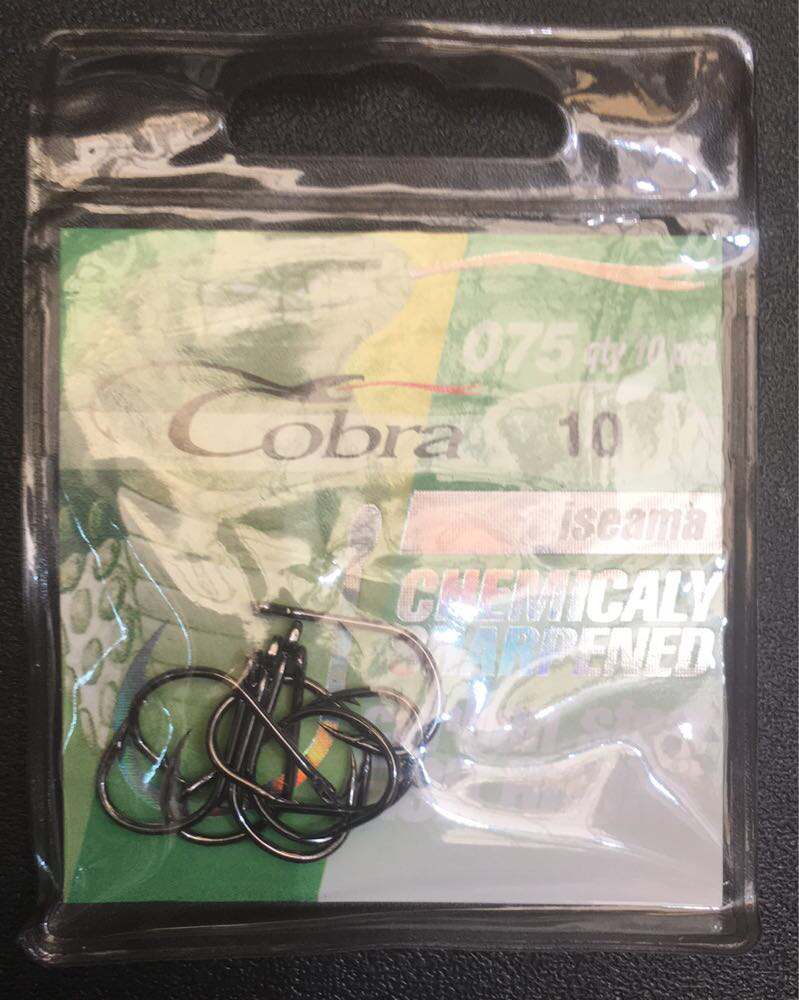 075 qty 10 pcs
Cobra 10
iseama
CHEMICALY
SHARPENED